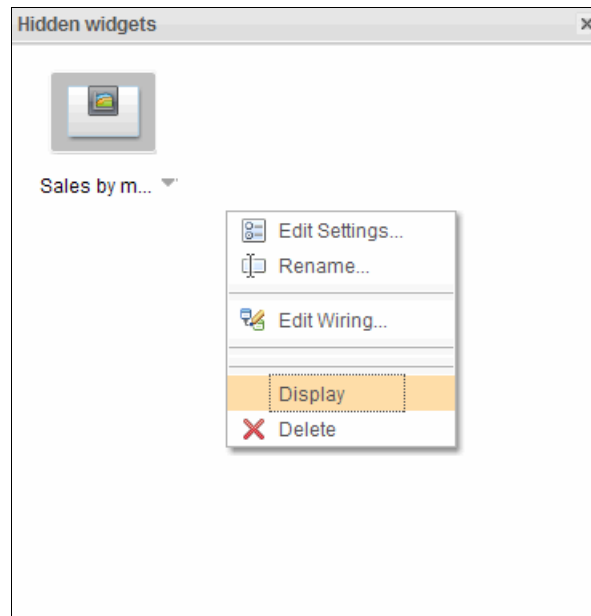 Hidden widgets
Sales by m...
Edit Settings...
Rename...
Edit Wiring...
Display
Delete